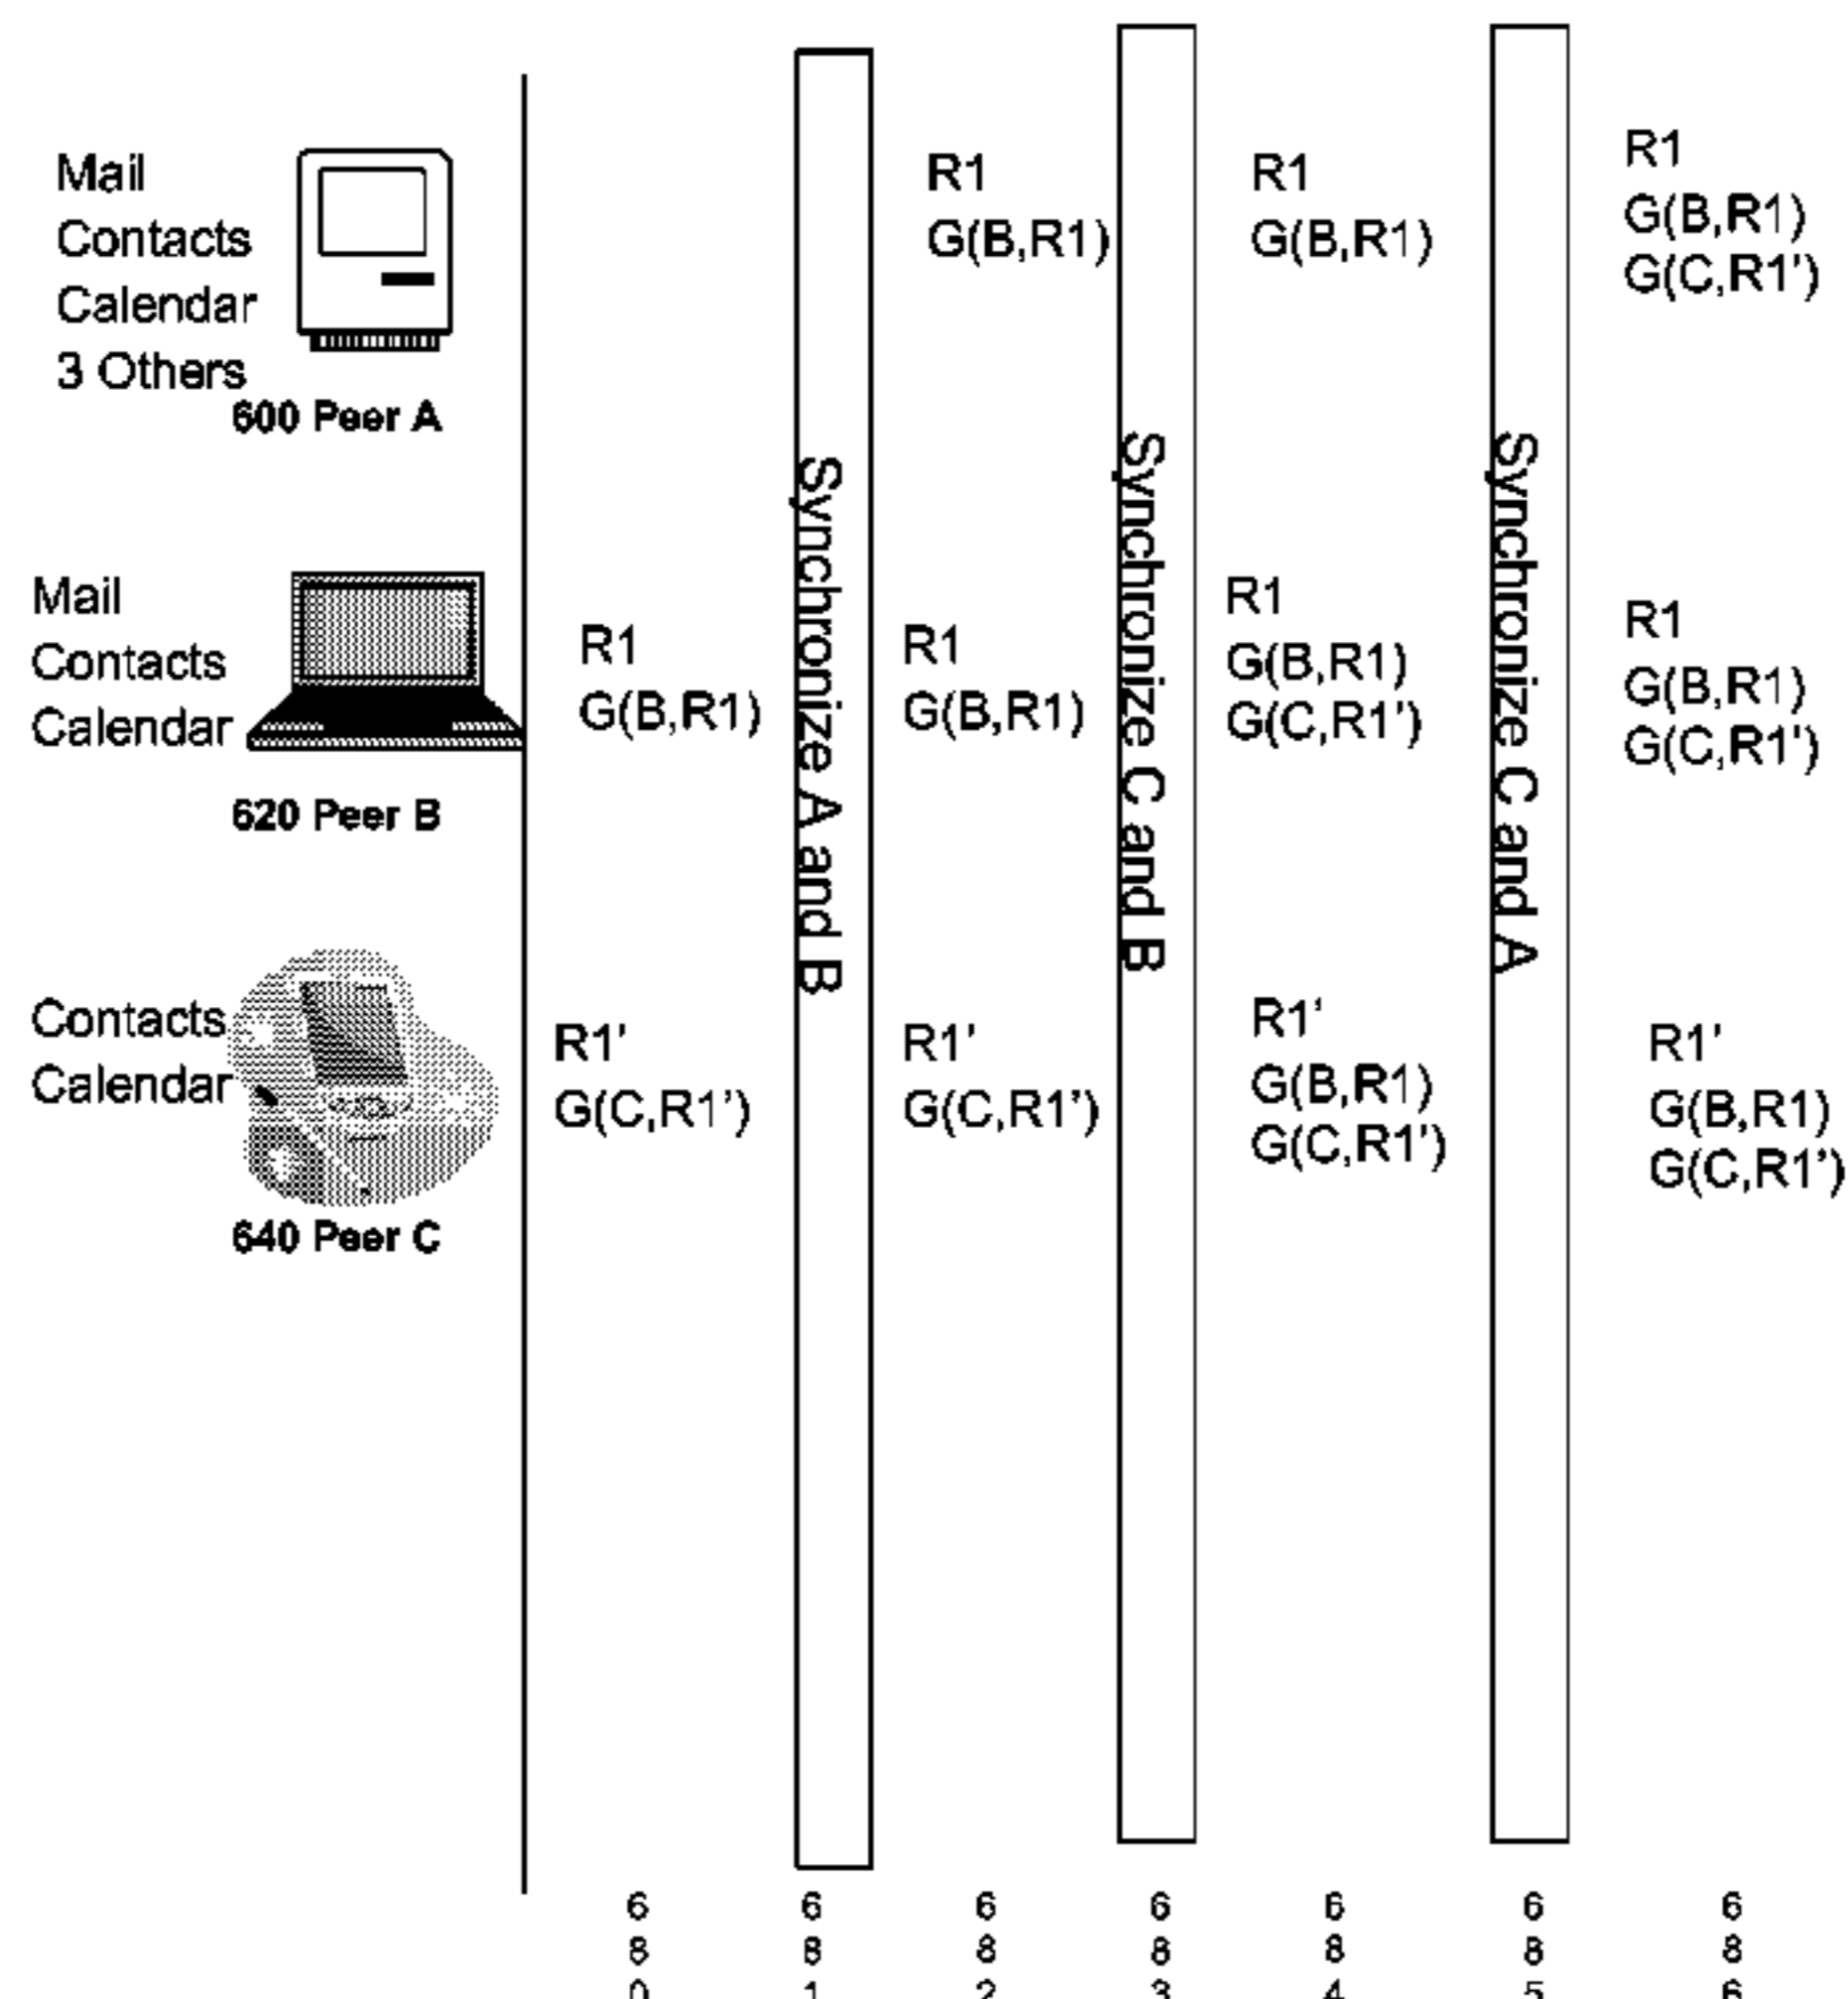 Mail
Contacts
Calendar
3 Others
600 Peer A
R1
G(B,R1)
R1
G(B,R1)
R1
G(B,R1)
G(C,R1')
Mail
Contacts
Calendar
620 Peer B
R1
G(B,R1)
R1
G(B,R1)
R1
G(B,R1)
G(C,R1')
R1
G(B,R1)
G(C,R1')
Contacts
Calendar
640 Peer C
R1'
G(C,R1')
R1'
G(C,R1')
R1'
G(B,R1)
G(C,R1')
R1'
G(B,R1)
G(C,R1')
Synchronize A and B
Synchronize C and B
Synchronize C and A
680
681
682
683
684
685
686